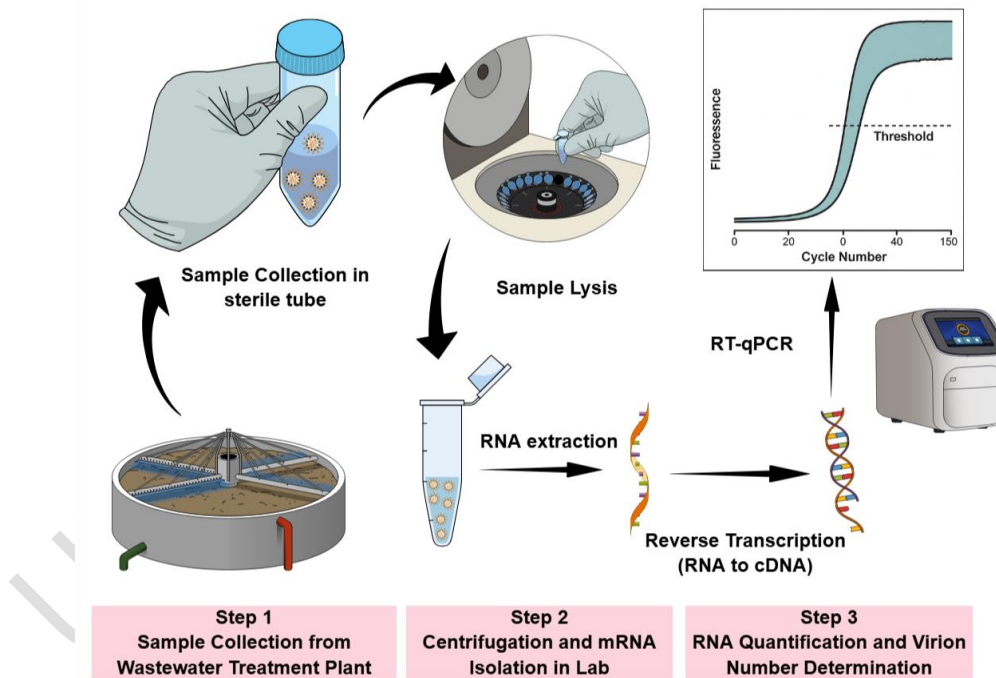 Sample Collection in
sterile tube
Sample Lysis
Fluoressence
Threshold
0 20 0 40 150
Cycle Number
RT-qPCR
RNA extraction
Reverse Transcription
(RNA to cDNA)
Step 1
Sample Collection from
Wastewater Treatment Plant
Step 2
Centrifugation and mRNA
Isolation in Lab
Step 3
RNA Quantification and Virion
Number Determination